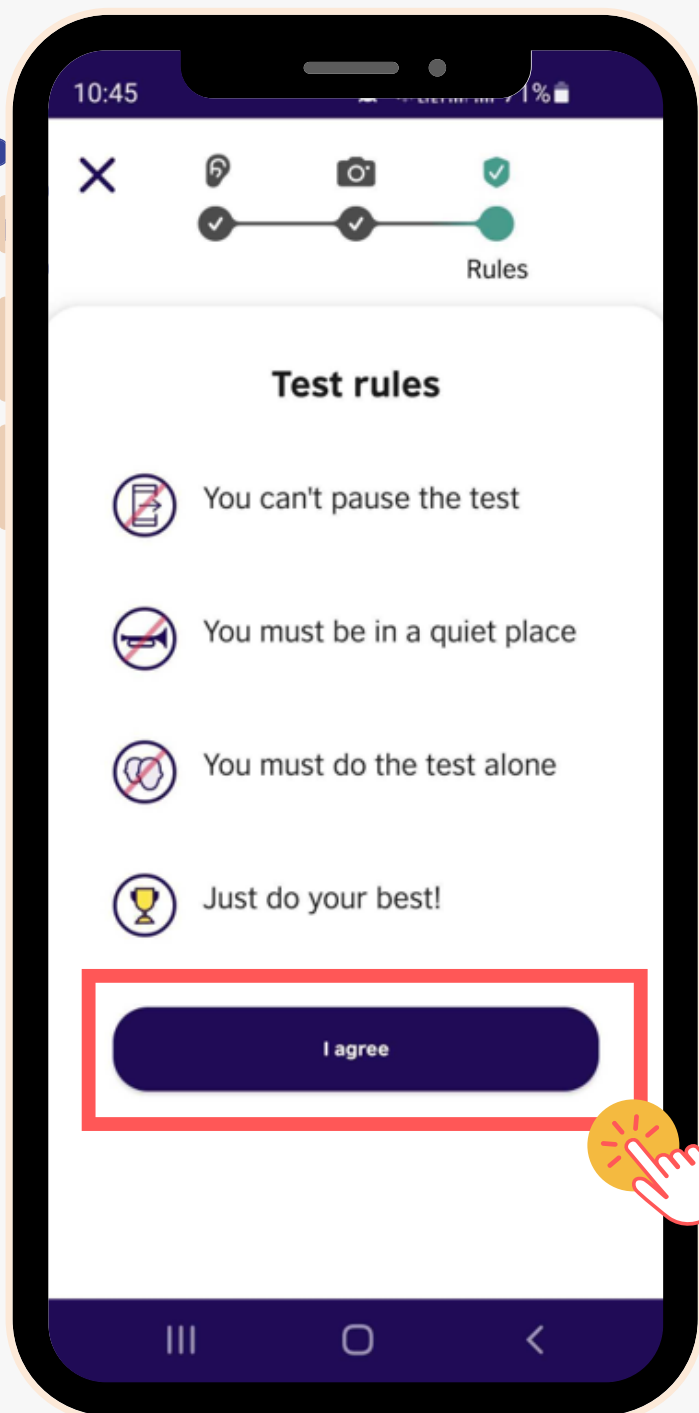 10:45
1%
Rules
Test rules
You can't pause the test
You must be in a quiet place
You must do the test alone
Just do your best!
I agree